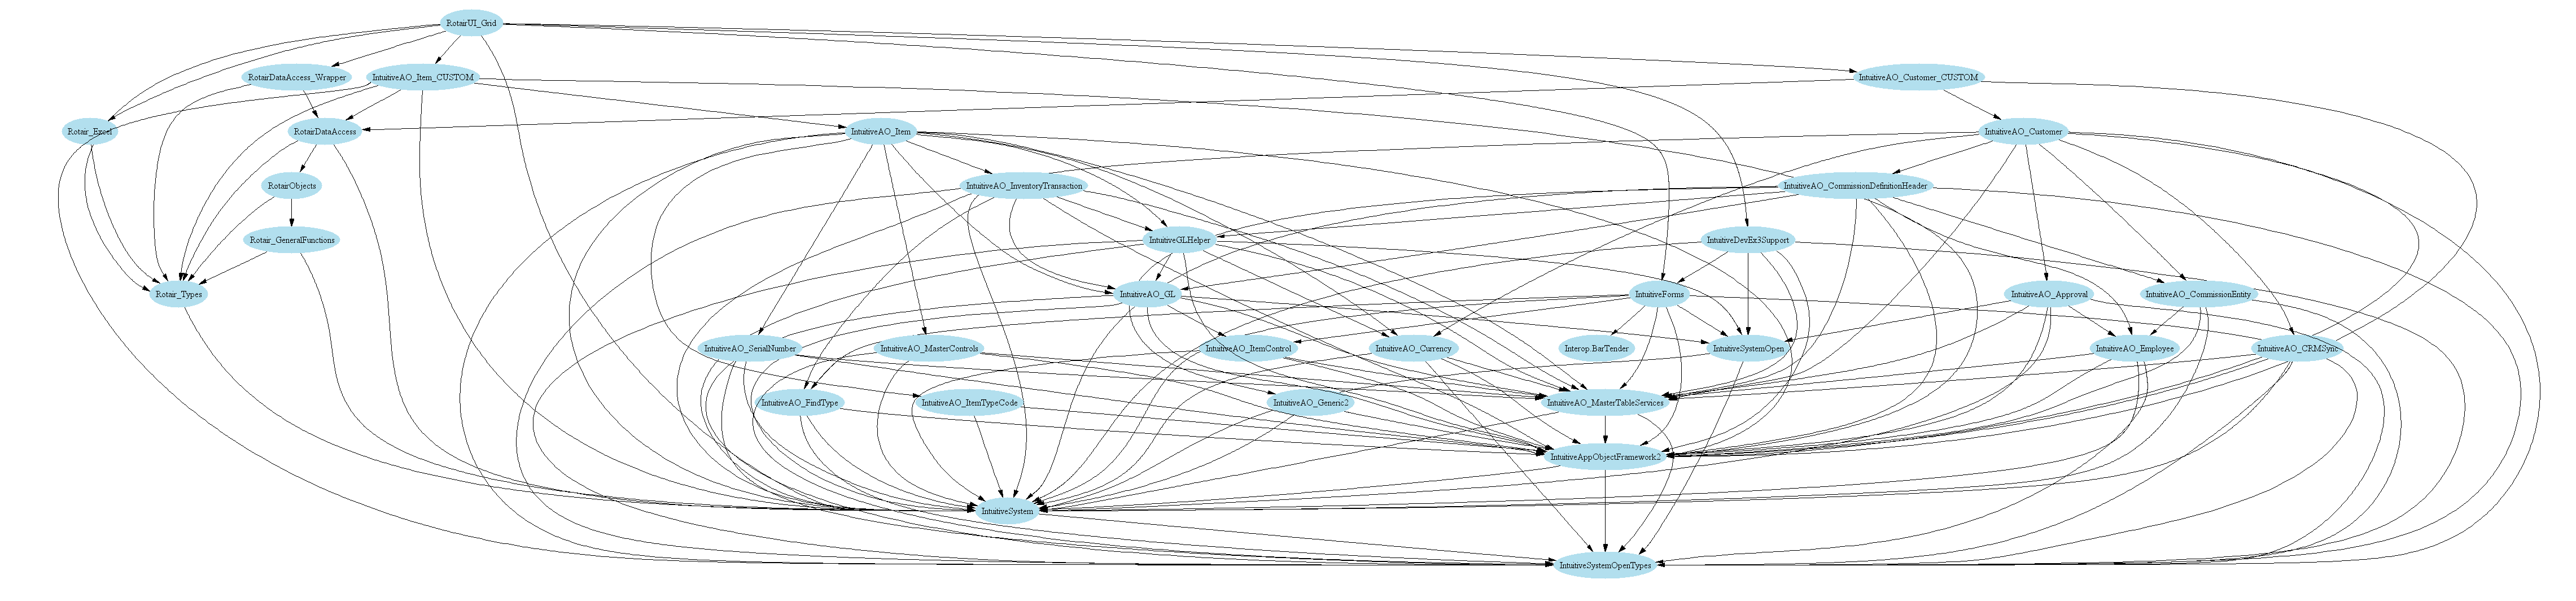 RotairUI_Grid
RotairDataAccess_Wrapper
IntuitiveAO_Item_CUSTOM
IntuitiveAO_Customer_CUSTOM
Rotair_Excel
RotairDataAccess
IntuitiveAO_Item
IntuitiveAO_Customer
RotairObjects
IntuitiveAO_InventoryTransaction
IntuitiveAO_CommissionDefinitionHeader
Rotair_GeneralFunctions
IntuitiveGLHelper
IntuitiveDevEx3Support
Rotair_Types
IntuitiveAO_GL
IntuitiveForms
IntuitiveAO_Approval
IntuitiveAO_CommissionEntity
IntuitiveAO_SerialNumber
IntuitiveAO_MasterControls
IntuitiveAO_ItemControl
IntuitiveAO_Currency
Interop.BarTender
IntuitiveSystemOpen
IntuitiveAO_Employee
IntuitiveAO_CRMSync
IntuitiveAO_FindType
IntuitiveAO_ItemTypeCode
IntuitiveAO_Generic2
IntuitiveAO_MasterTableServices
IntuitiveAppObjectFramework2
IntuitiveSystem
IntuitiveSystemOpenTypes